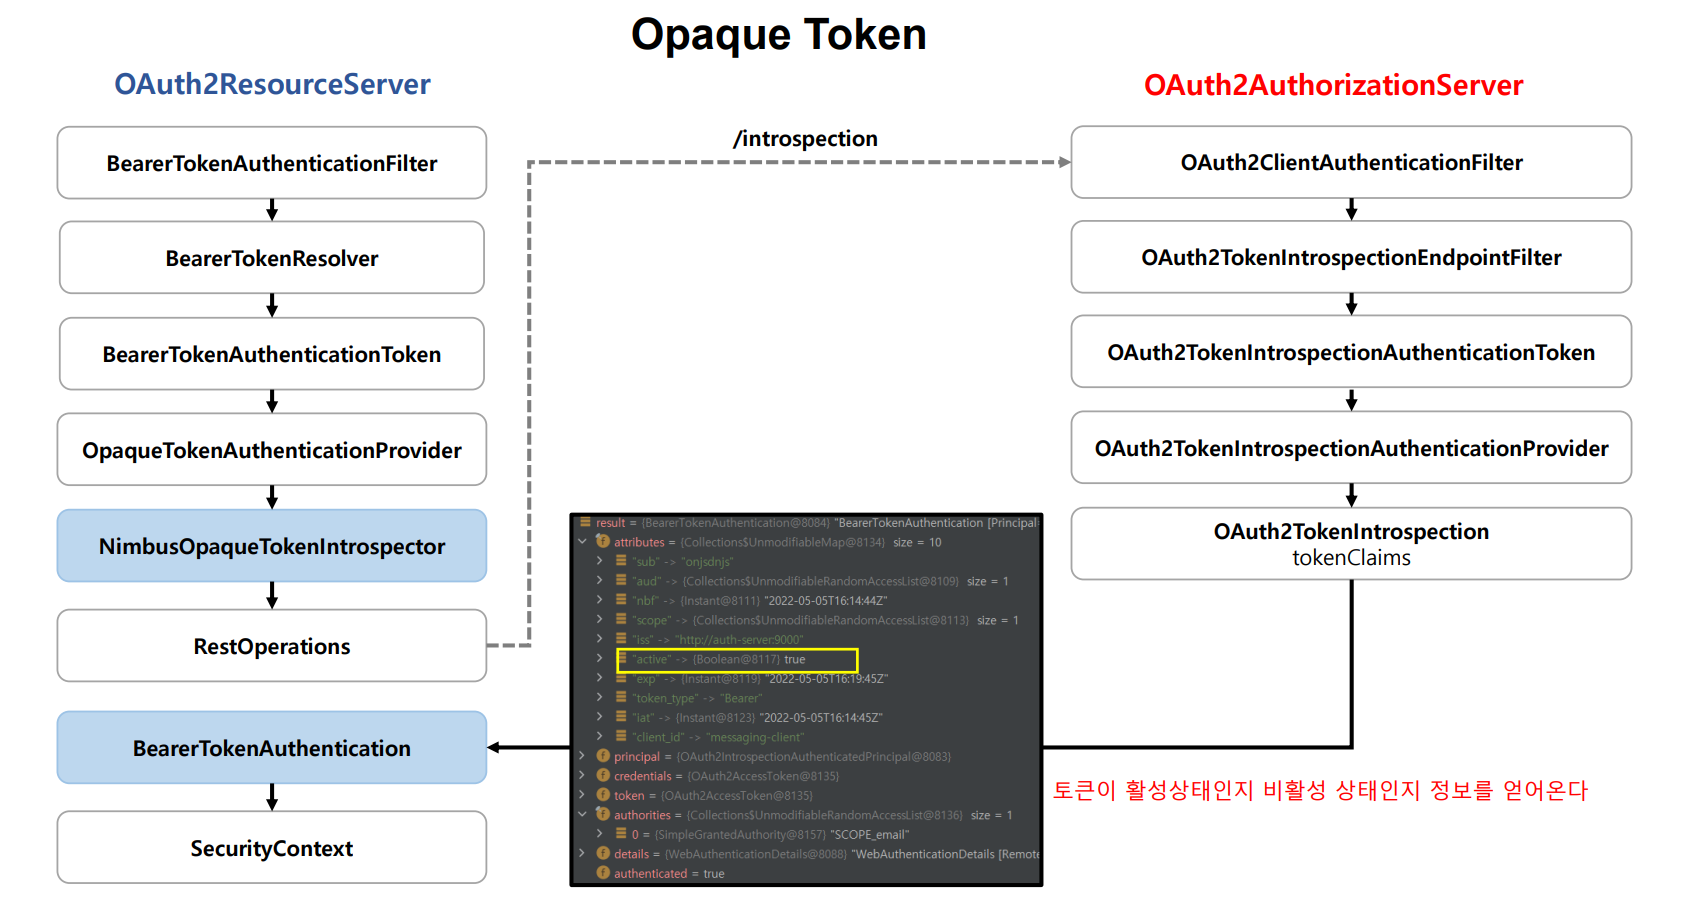 Opaque Token
OAuth2ResourceServer
OAuth2AuthorizationServer
/introspection
BearerTokenAuthenticationFilter
BearerTokenResolver
BearerTokenAuthenticationToken
OpaqueTokenAuthenticationProvider
NimbusOpaqueTokenIntrospector
RestOperations
BearerTokenAuthentication
SecurityContext
OAuth2ClientAuthenticationFilter
OAuth2TokenIntrospectionEndpointFilter
OAuth2TokenIntrospectionAuthenticationToken
OAuth2TokenIntrospectionAuthenticationProvider
OAuth2TokenIntrospection
tokenClaims
result = {BearerTokenAuthentication@8084} "BearerTokenAuthentication [Principal=
attributes = {Collections$UnmodifiableMap@8134} size = 10
"sub" -> "onjsdnjs"
"aud" -> {Collections$UnmodifiableRandomAccessList@8109} size = 1
"nbf" -> {Instant@8111} "2022-05-05T16:14:44Z"
"scope" -> {Collections$UnmodifiableRandomAccessList@8113} size = 1
"iss" -> "http://auth-server:9000"
"active" -> {Boolean@8117} true
"exp" -> {Instant@8119} "2022-05-05T16:19:45Z"
"token_type" -> "Bearer"
"iat" -> {Instant@8123} "2022-05-05T16:14:45Z"
"client_id" -> "messaging-client"
principal = {OAuth2IntrospectionAuthenticatedPrincipal@8083}
credentials = {OAuth2AccessToken@8135}
token = {OAuth2AccessToken@8135}
authorities = {Collections$UnmodifiableRandomAccessList@8136} size = 1
0 = {SimpleGrantedAuthority@8157} "SCOPE_email"
details = {WebAuthenticationDetails@8088} "WebAuthenticationDetails [Remote
authenticated = true
토큰이 활성상태인지 비활성 상태인지 정보를 얻어온다